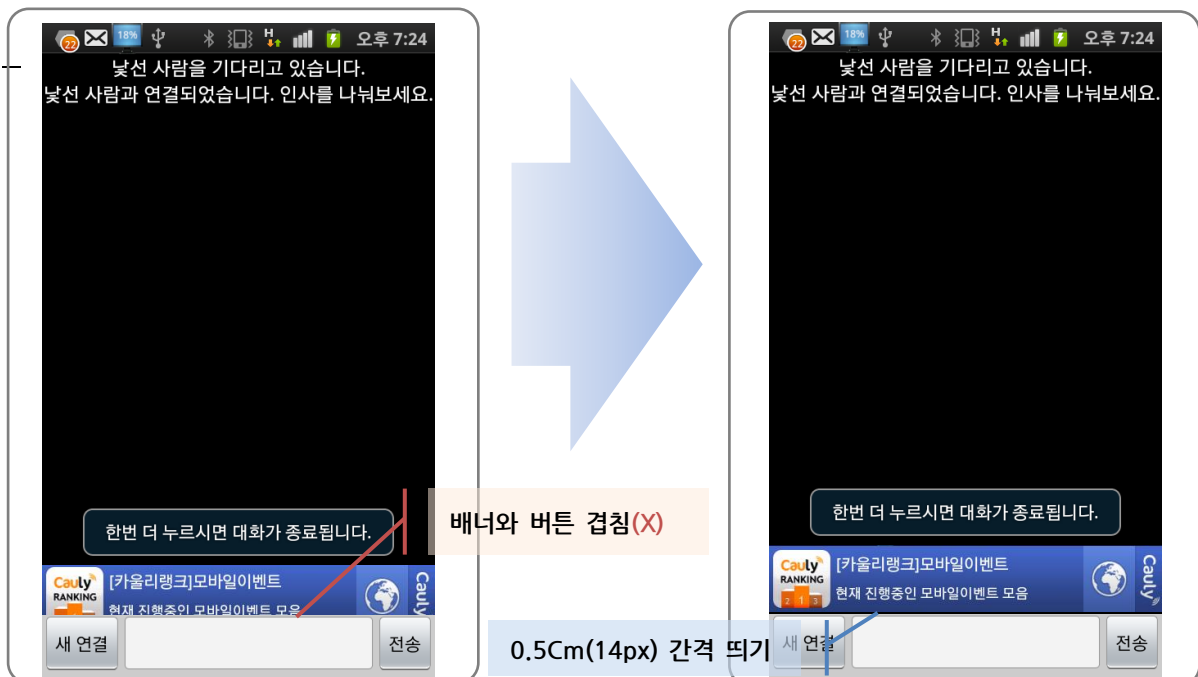 22
18%
H
오후 7:24
낯선 사람을 기다리고 있습니다.
낯선 사람과 연결되었습니다. 인사를 나눠보세요.
한번 더 누르시면 대화가 종료됩니다.
Cauly
RANKING
[카울리랭크]모바일이벤트
현재 진행중인 모바일이벤트 모음
Cauly
새 연결
전송
배너와 버튼 겹침(X)
0.5Cm(14px) 간격 띄기
22
18%
H
오후 7:24
낯선 사람을 기다리고 있습니다.
낯선 사람과 연결되었습니다. 인사를 나눠보세요.
한번 더 누르시면 대화가 종료됩니다.
Cauly
RANKING
2 1 3
[카울리랭크]모바일이벤트
현재 진행중인 모바일이벤트 모음
Cauly
새 연결
전송